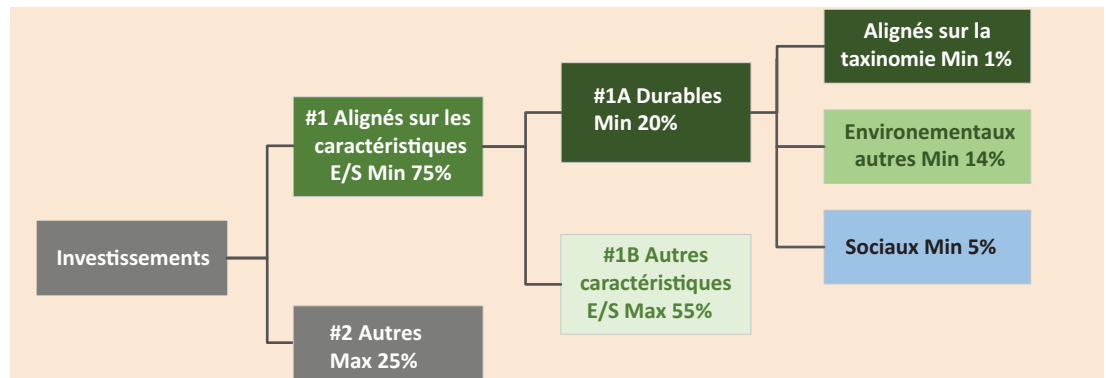 Investissements
#1 Alignés sur les
caractéristiques
E/S Min 75%
#2 Autres
Max 25%
#1A Durables
Min 20%
#1B Autres
caractéristiques
E/S Max 55%
Alignés sur la
taxinomie Min 1%
Environementaux
autres Min 14%
Sociaux Min 5%